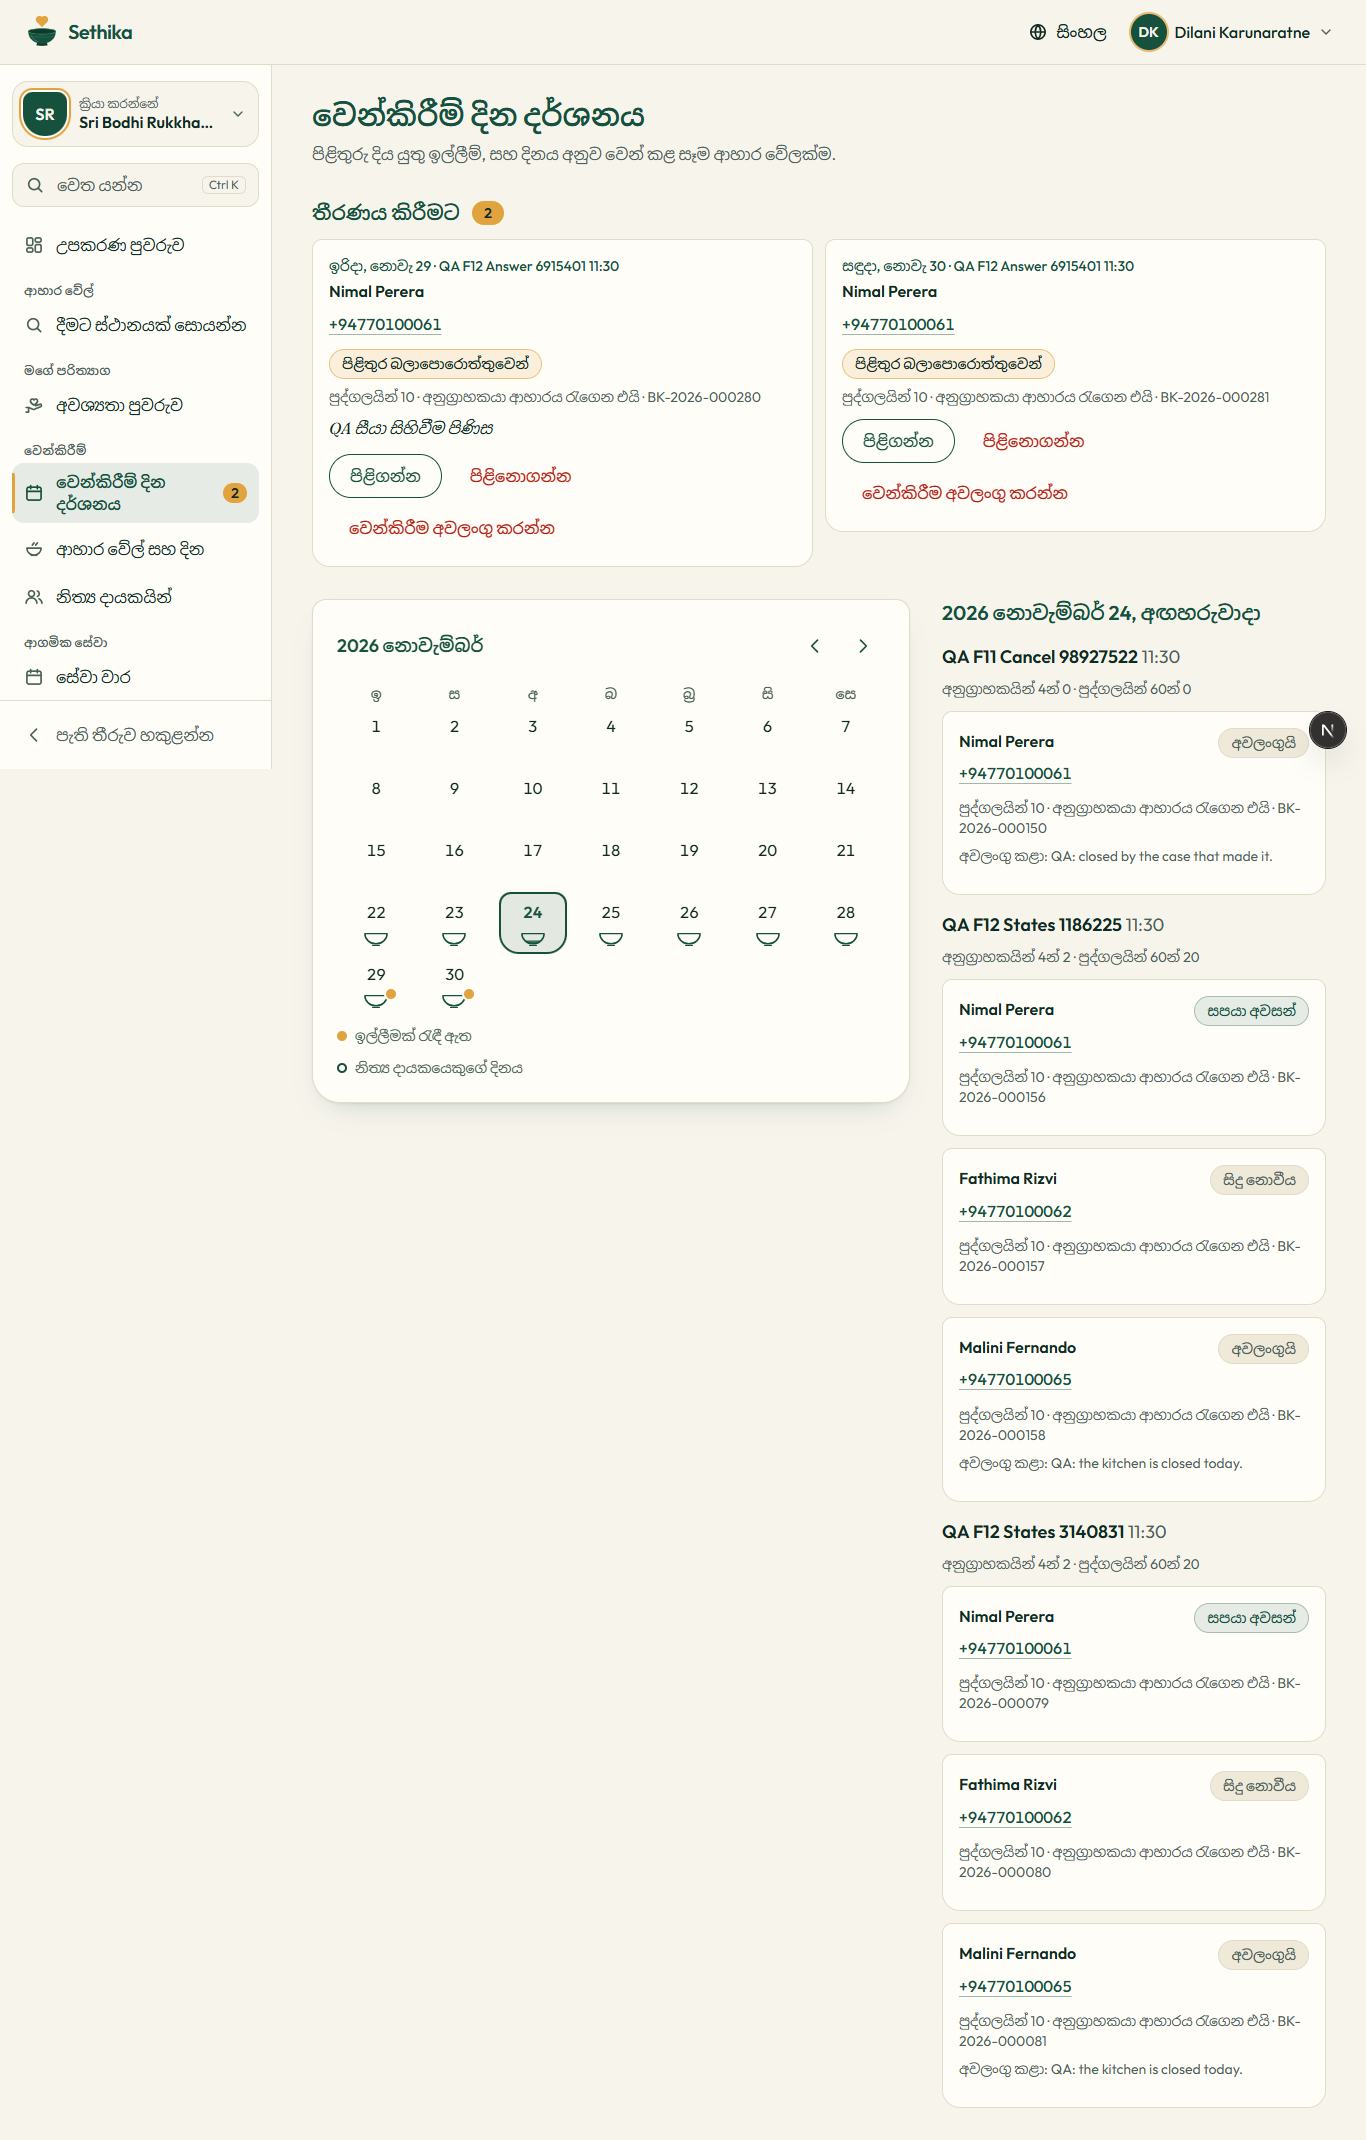 Sethika
සිංහල
DK
Dilani Karunaratne
SR
ක්‍රියා කරන්නේ
Sri Bodhi Rukkha...
වෙත යන්න
Ctrl K
උපකරණ පුවරුව
ආහාර වේල්
දීමට ස්ථානයක් සොයන්න
මගේ පරිත්‍යාග
අවශ්‍යතා පුවරුව
වෙන්කිරීම්
වෙන්කිරීම් දින
දර්ශනය
2
ආහාර වේල් සහ දින
නිත්‍ය දායකයින්
ආගමික සේවා
සේවා වාර
පැති තීරුව හකුළන්න
වෙන්කිරීම් දින දර්ශනය
පිළිතුරු දිය යුතු ඉල්ලීම්, සහ දිනය අනුව වෙන් කළ සෑම ආහාර වේලක්ම.
තීරණය කිරීමට 2
ඉරිදා, නොවැ 29 · QA F12 Answer 6915401 11:30
Nimal Perera
+94770100061
පිළිතුර බලාපොරොත්තුවෙන්
පුද්ගලයින් 10 · අනුග්‍රාහකයා ආහාරය රැගෙන එයි · BK-2026-000280
QA සීයා සිහිවීම පිණිස
පිළිගන්න
පිළිනොගන්න
වෙන්කිරීම අවලංගු කරන්න
සඳුදා, නොවැ 30 · QA F12 Answer 6915401 11:30
Nimal Perera
+94770100061
පිළිතුර බලාපොරොත්තුවෙන්
පුද්ගලයින් 10 · අනුග්‍රාහකයා ආහාරය රැගෙන එයි · BK-2026-000281
පිළිගන්න
පිළිනොගන්න
වෙන්කිරීම අවලංගු කරන්න
2026 නොවැම්බර්
ඉ ස අ බ බ්‍ර සි සෙ
1 2 3 4 5 6 7
8 9 10 11 12 13 14
15 16 17 18 19 20 21
22 23 24 25 26 27 28
29 30
ඉල්ලීමක් රැඳී ඇත
නිත්‍ය දායකයෙකුගේ දිනය
2026 නොවැම්බර් 24, අඟහරුවාදා
QA F11 Cancel 98927522 11:30
අනුග්‍රාහකයින් 4න් 0 · පුද්ගලයින් 60න් 0
Nimal Perera
අවලංගුයි
+94770100061
පුද්ගලයින් 10 · අනුග්‍රාහකයා ආහාරය රැගෙන එයි · BK-
2026-000150
අවලංගු කළා: QA: closed by the case that made it.
N
QA F12 States 1186225 11:30
අනුග්‍රාහකයින් 4න් 2 · පුද්ගලයින් 60න් 20
Nimal Perera
සපයා අවසන්
+94770100061
පුද්ගලයින් 10 · අනුග්‍රාහකයා ආහාරය රැගෙන එයි · BK-
2026-000156
Fathima Rizvi
සිදු නොවීය
+94770100062
පුද්ගලයින් 10 · අනුග්‍රාහකයා ආහාරය රැගෙන එයි · BK-
2026-000157
Malini Fernando
අවලංගුයි
+94770100065
පුද්ගලයින් 10 · අනුග්‍රාහකයා ආහාරය රැගෙන එයි · BK-
2026-000158
අවලංගු කළා: QA: the kitchen is closed today.
QA F12 States 3140831 11:30
අනුග්‍රාහකයින් 4න් 2 · පුද්ගලයින් 60න් 20
Nimal Perera
සපයා අවසන්
+94770100061
පුද්ගලයින් 10 · අනුග්‍රාහකයා ආහාරය රැගෙන එයි · BK-
2026-000079
Fathima Rizvi
සිදු නොවීය
+94770100062
පුද්ගලයින් 10 · අනුග්‍රාහකයා ආහාරය රැගෙන එයි · BK-
2026-000080
Malini Fernando
අවලංගුයි
+94770100065
පුද්ගලයින් 10 · අනුග්‍රාහකයා ආහාරය රැගෙන එයි · BK-
2026-000081
අවලංගු කළා: QA: the kitchen is closed today.